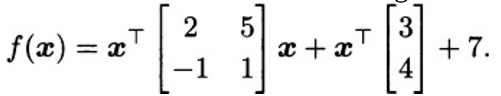 f(x) = x^⊤ [2 5; -1 1] x + x^⊤ [3; 4] + 7.